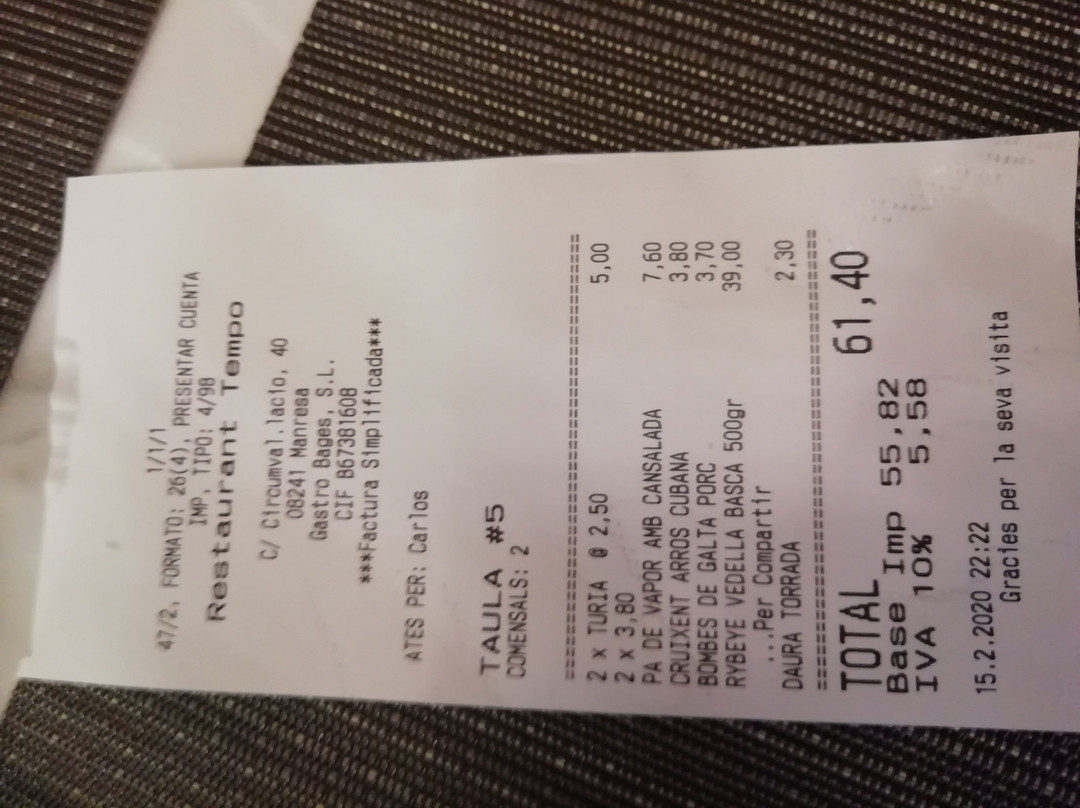 1/1/1
47/2, FORMATO: 26(4), PRESENTAR CUENTA
IMP, TIPO: 4/98
Restaurant Tempo
C/ Circumval.lacio, 40
08241 Manresa
Gastro Bages, S.L.
CIF B67381608
***Factura Simplificada***
ATES PER: Carlos
TAULA #5
COMENSALS: 2
========================================
2 x TURIA @ 2,50 5,00
2 x 3,80
PA DE VAPOR AMB CANSALADA 7,60
CRUIXENT ARROS CUBANA 3,80
BOMBES DE GALTA PORC 3,70
RYBEYE VEDELLA BASCA 500gr 39,00
...Per Compartir
DAURA TORRADA 2,30
========================================
TOTAL 61,40
Base Imp 55,82
IVA 10% 5,58
15.2.2020 22:22
Gracies per la seva visita